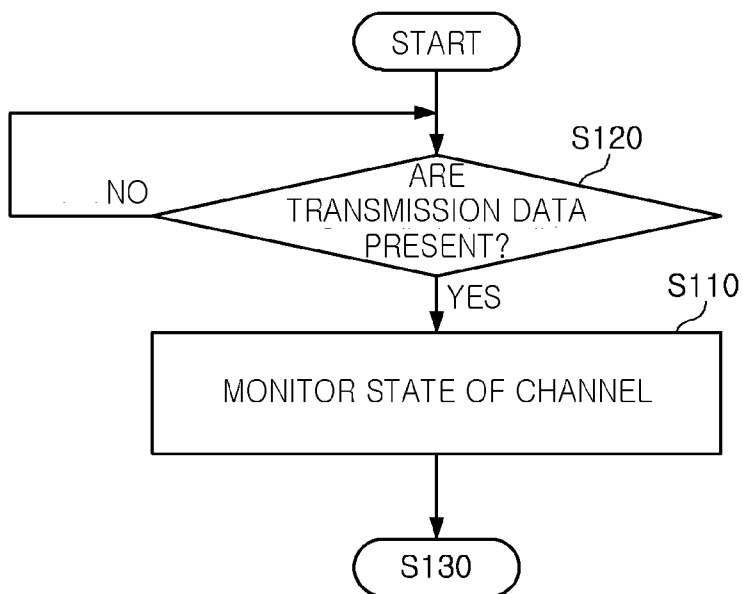 START
S120
ARE
TRANSMISSION DATA
PRESENT?
NO
YES
S110
MONITOR STATE OF CHANNEL
S130